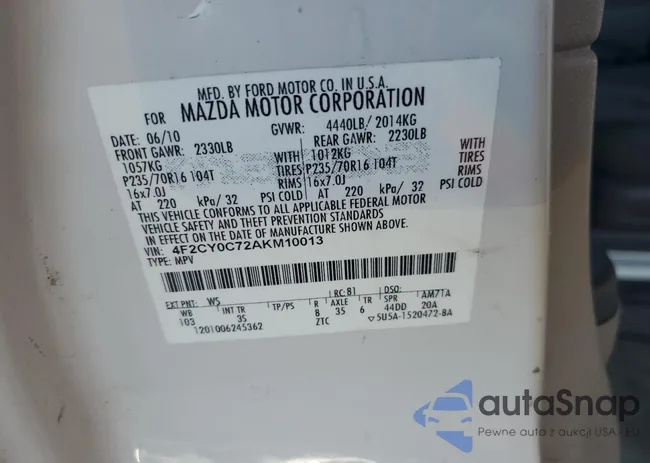 MFD. BY FORD MOTOR CO. IN U.S.A.
FOR MAZDA MOTOR CORPORATION
DATE: 06/10 GVWR: 4440LB/ 2014KG
FRONT GAWR: 2330LB REAR GAWR: 2230LB
1057KG WITH 1012KG WITH
P235/70R16 104T TIRES P235/70R16 104T TIRES
16x7.0J RIMS 16x7.0J RIMS
AT 220 kPa/ 32 PSI COLD AT 220 kPa/ 32 PSI COLD
THIS VEHICLE CONFORMS TO ALL APPLICABLE FEDERAL MOTOR
VEHICLE SAFETY AND THEFT PREVENTION STANDARDS
IN EFFECT ON THE DATE OF MANUFACTURE SHOWN ABOVE.
VIN: 4F2CY0C72AKM10013
TYPE: MPV
EXT PNT: WS RC: 81 DSO:
WB INT TR TP/PS R AXLE TR SPR AM71A
103 3S 8 35 6 44DD 20A
1201006245362 ZTC 5U5A-1520472-BA
autaSnap
Pewne auta z aukcji USA - EU